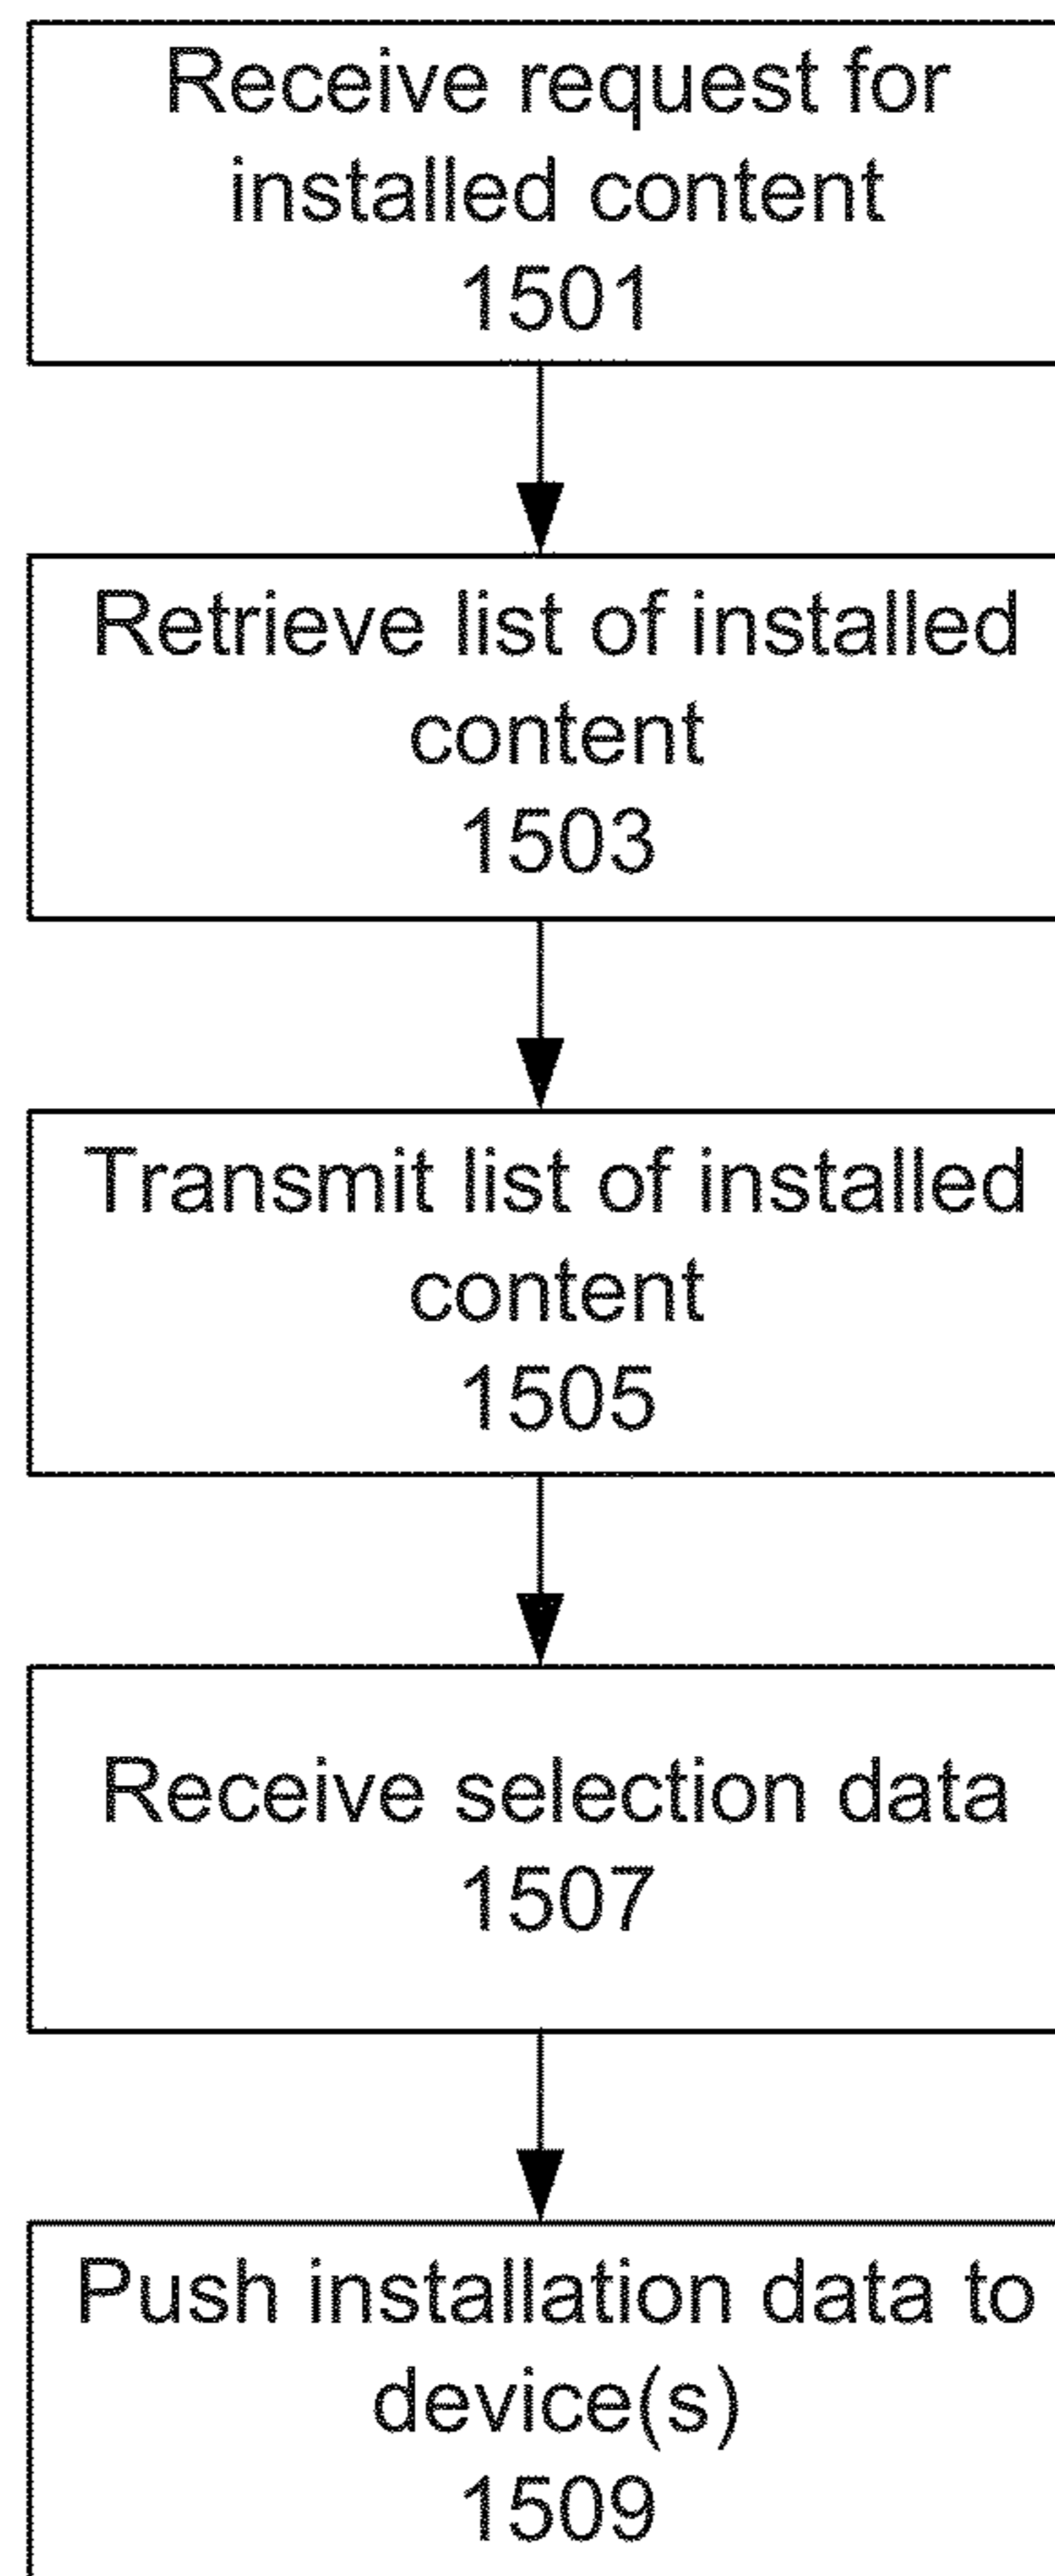 Receive request for
installed content
1501
Retrieve list of installed
content
1503
Transmit list of installed
content
1505
Receive selection data
1507
Push installation data to
device(s)
1509